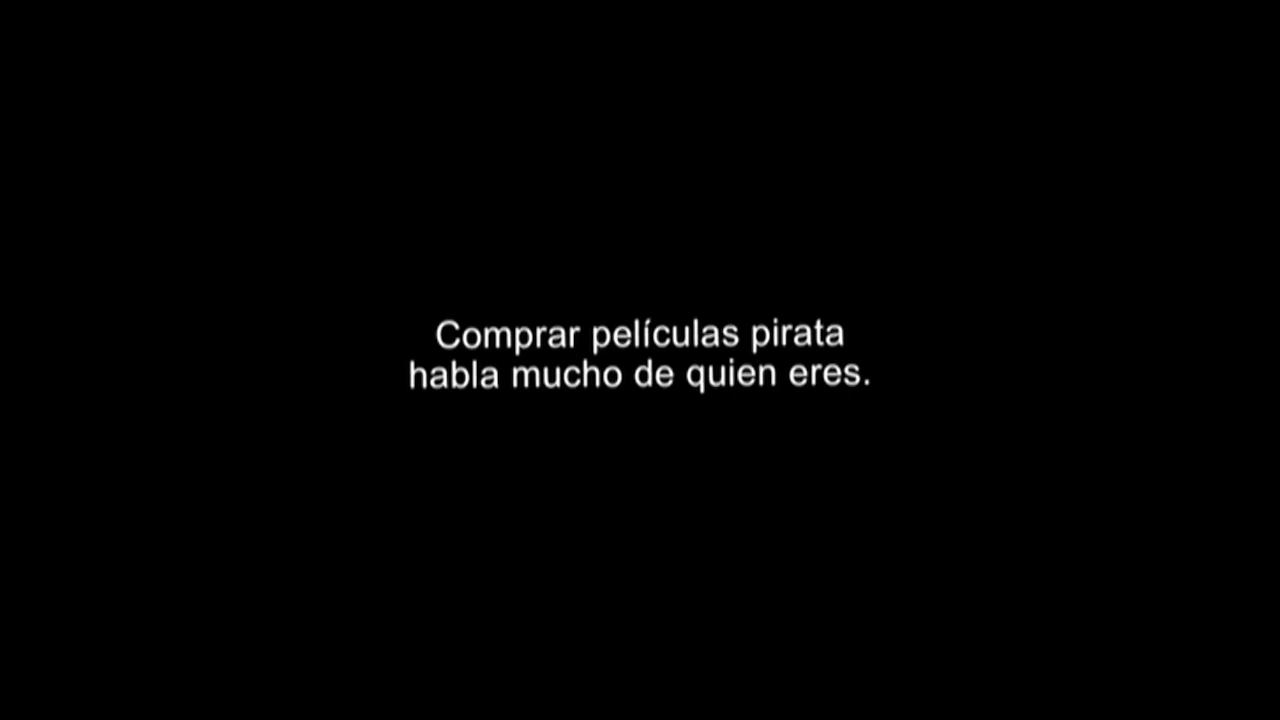 Comprar películas pirata
habla mucho de quien eres.